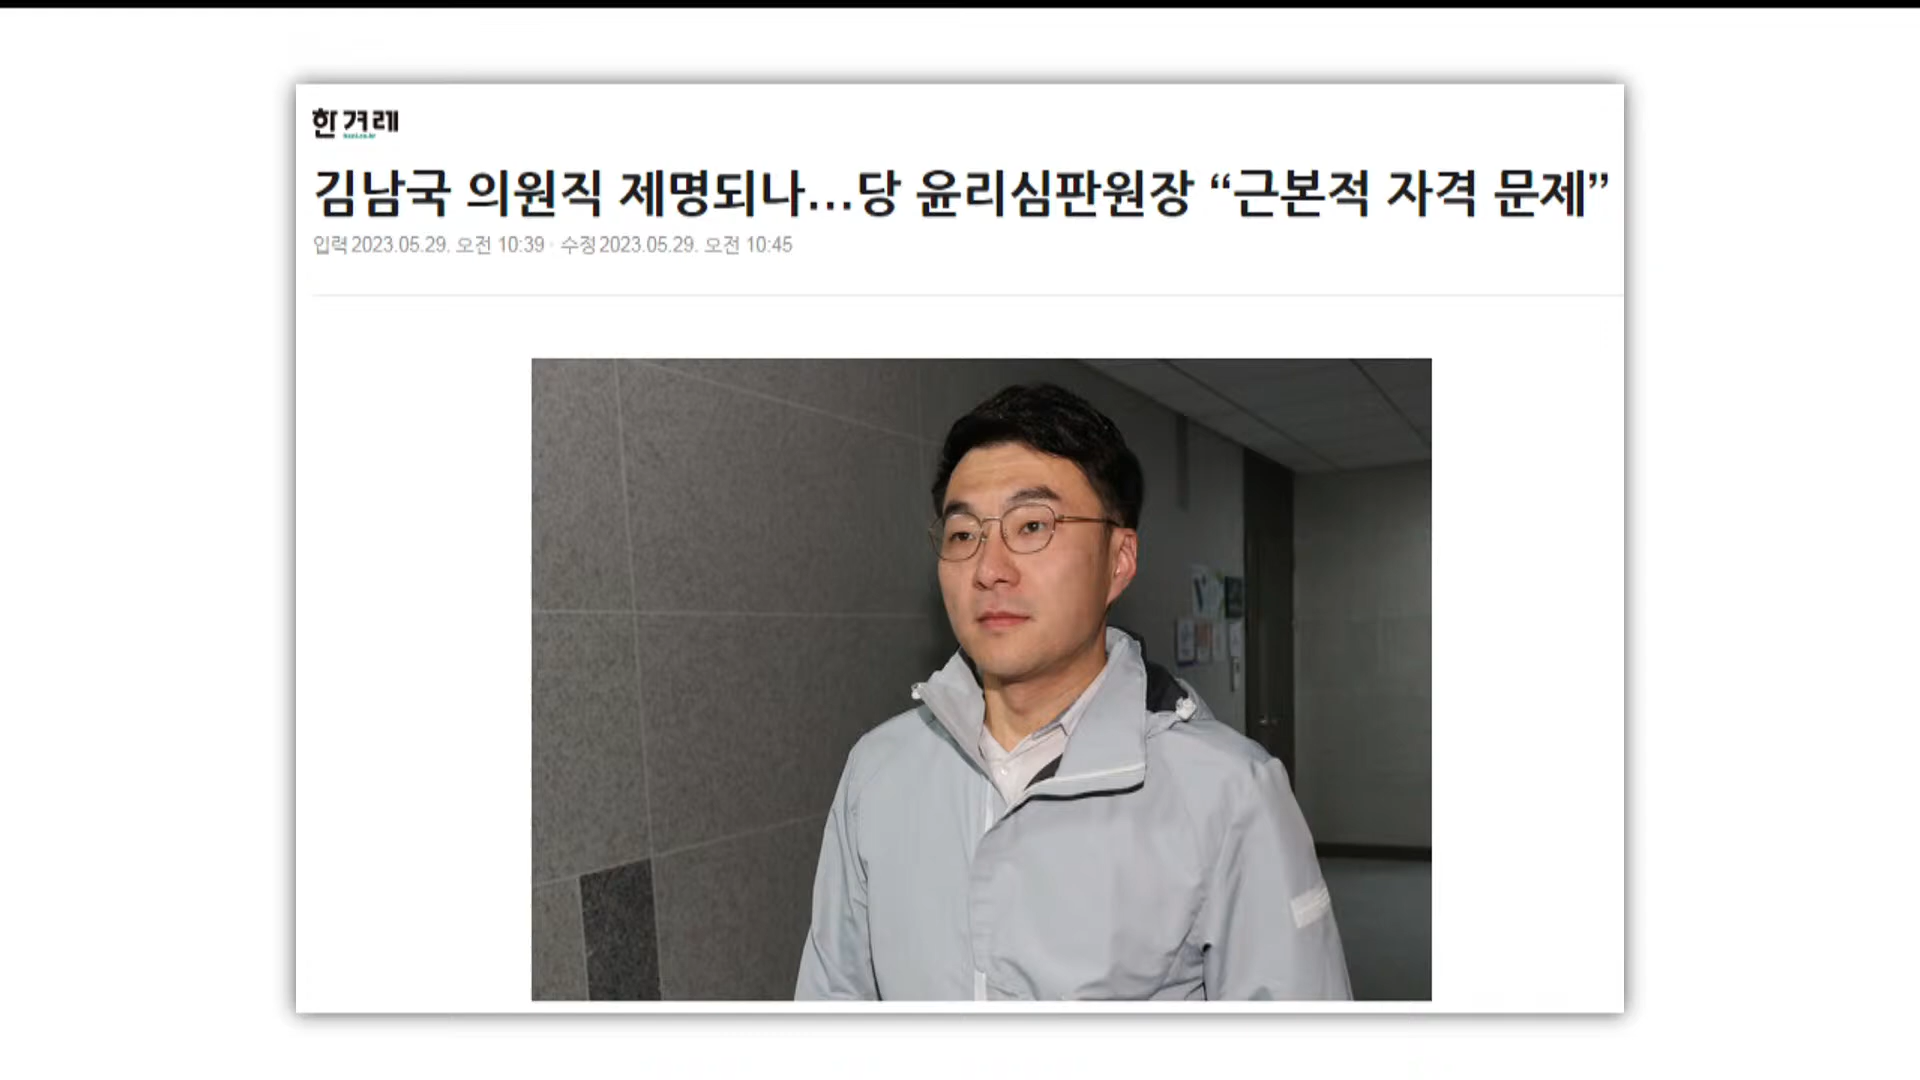 한겨레
김남국 의원직 제명되나...당 윤리심판원장 “근본적 자격 문제”
입력 2023.05.29. 오전 10:39 · 수정 2023.05.29. 오전 10:45